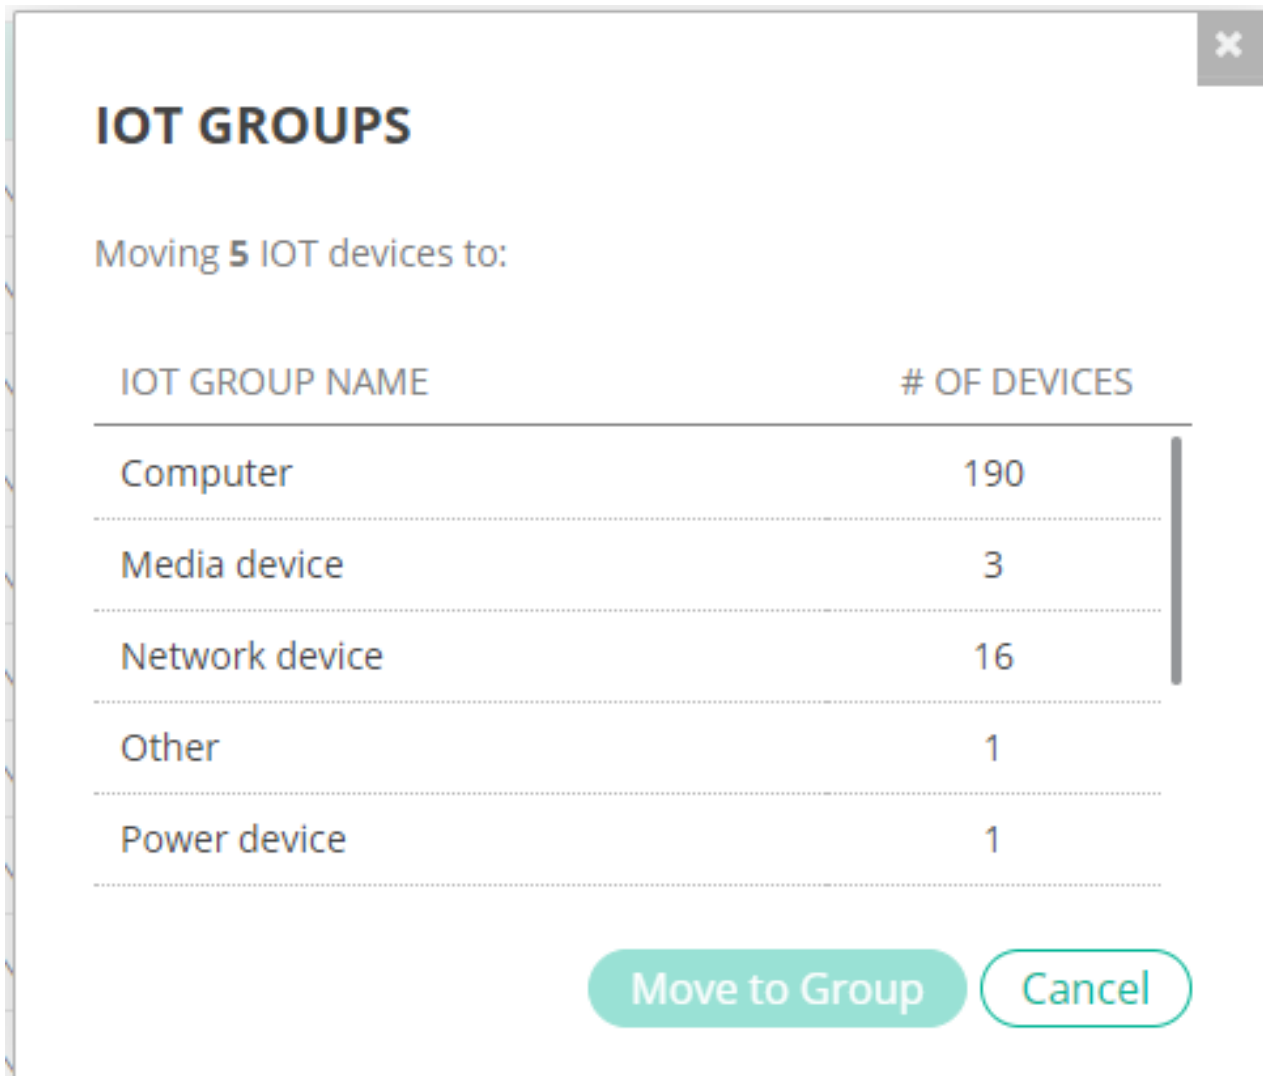 IOT GROUPS
Moving 5 IOT devices to:
IOT GROUP NAME # OF DEVICES
Computer 190
Media device 3
Network device 16
Other 1
Power device 1
Move to Group Cancel